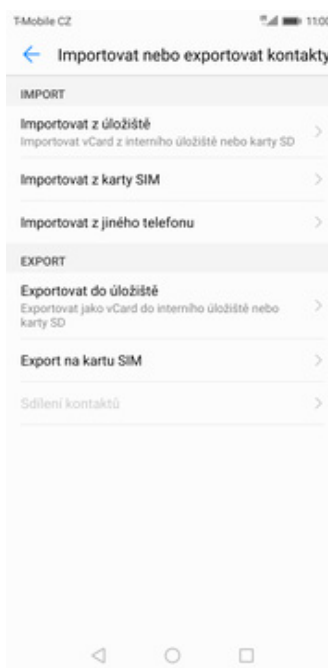 T-Mobile CZ 11:00
Importovat nebo exportovat kontakty
IMPORT
Importovat z úložiště
Importovat vCard z interního úložiště nebo karty SD
Importovat z karty SIM
Importovat z jiného telefonu
EXPORT
Exportovat do úložiště
Exportovat jako vCard do interního úložiště nebo
karty SD
Export na kartu SIM
Sdílení kontaktů